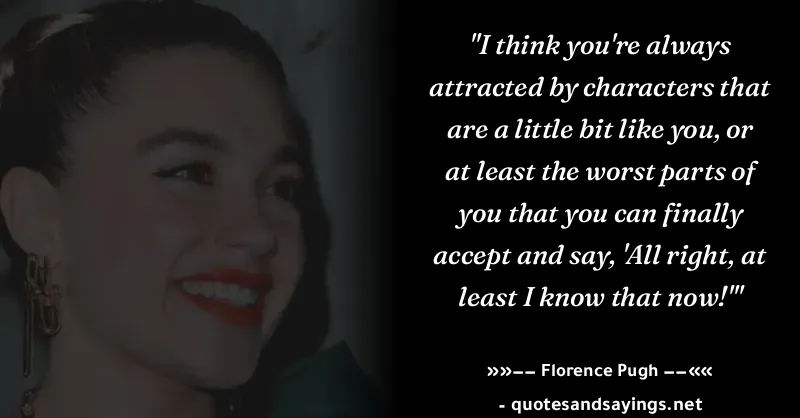 "I think you're always
attracted by characters that
are a little bit like you, or
at least the worst parts of
you that you can finally
accept and say, 'All right, at
least I know that now!'"
»»−− Florence Pugh −−««
- quotesandsayings.net